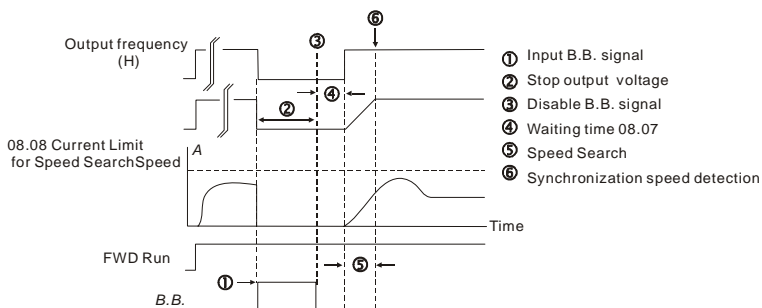 ⑥
Output frequency
(H)
③
① Input B.B. signal
② Stop output voltage
③ Disable B.B. signal
④ Waiting time 08.07
⑤ Speed Search
⑥ Synchronization speed detection
④
②
08.08 Current Limit
for Speed SearchSpeed
A
Time
FWD Run
⑤
①
B.B.